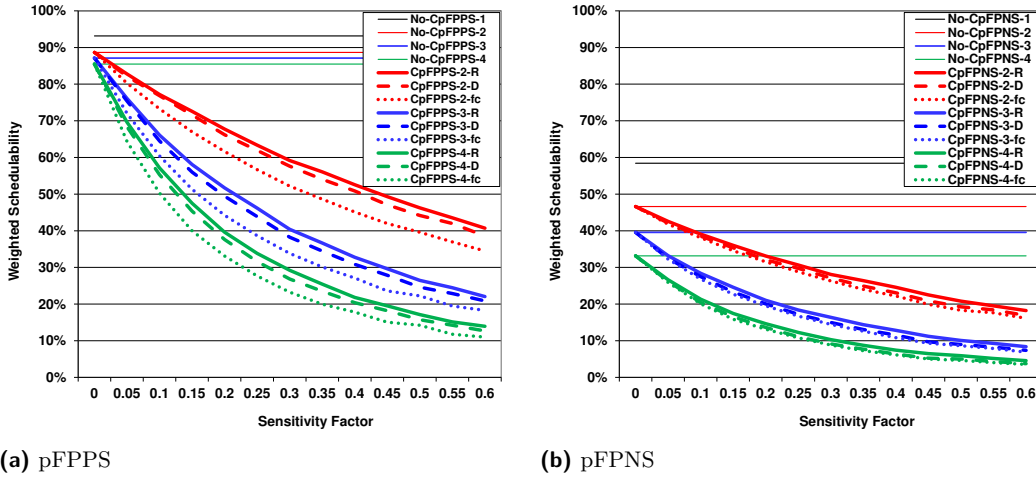 100%
90%
80%
70%
60%
50%
40%
30%
20%
10%
0%
Weighted Schedulability
0 0.05 0.1 0.15 0.2 0.25 0.3 0.35 0.4 0.45 0.5 0.55 0.6
Sensitivity Factor
No-CpFPPS-1
No-CpFPPS-2
No-CpFPPS-3
No-CpFPPS-4
CpFPPS-2-R
CpFPPS-2-D
CpFPPS-2-fc
CpFPPS-3-R
CpFPPS-3-D
CpFPPS-3-fc
CpFPPS-4-R
CpFPPS-4-D
CpFPPS-4-fc
(a) pFPPS
100%
90%
80%
70%
60%
50%
40%
30%
20%
10%
0%
Weighted Schedulability
0 0.05 0.1 0.15 0.2 0.25 0.3 0.35 0.4 0.45 0.5 0.55 0.6
Sensitivity Factor
No-CpFPNS-1
No-CpFPNS-2
No-CpFPNS-3
No-CpFPNS-4
CpFPNS-2-R
CpFPNS-2-D
CpFPNS-2-fc
CpFPNS-3-R
CpFPNS-3-D
CpFPNS-3-fc
CpFPNS-4-R
CpFPNS-4-D
CpFPNS-4-fc
(b) pFPNS